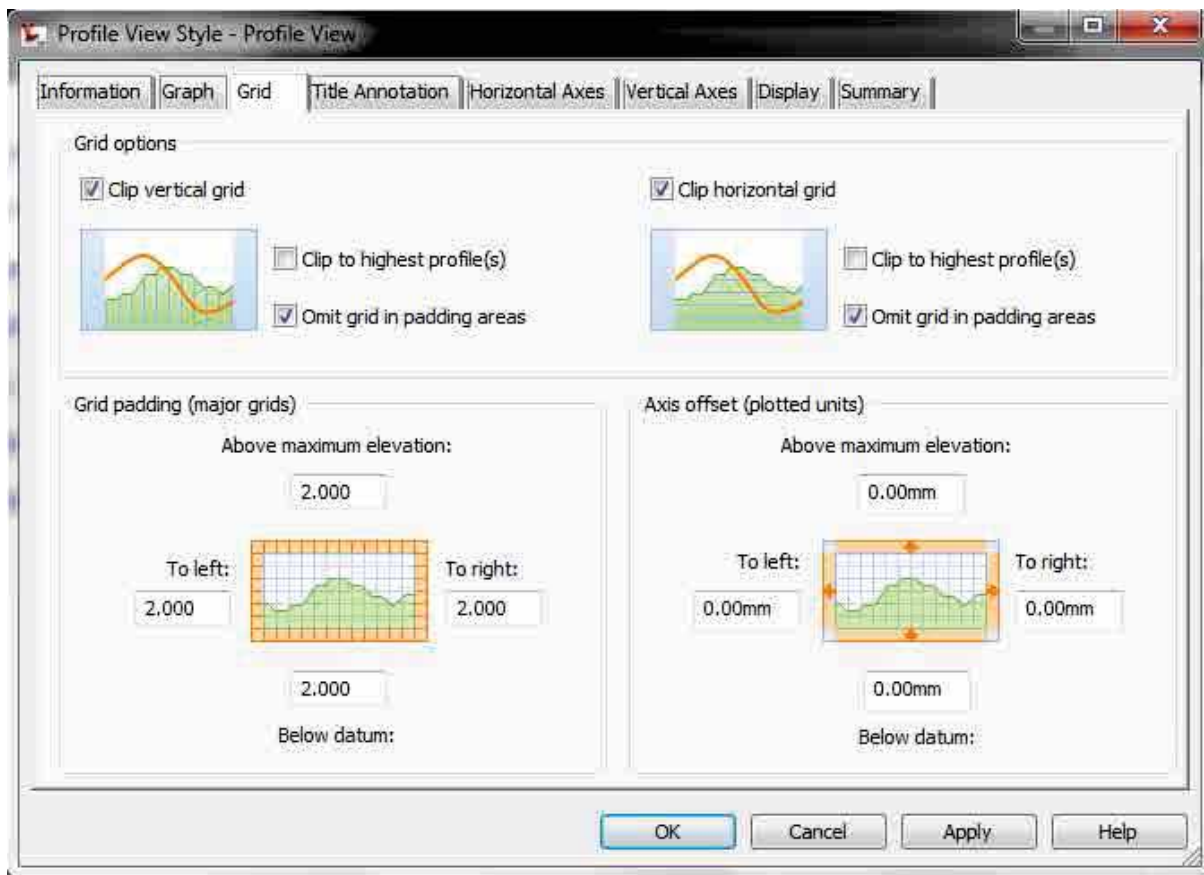 Profile View Style - Profile View
Information Graph Grid Title Annotation Horizontal Axes Vertical Axes Display Summary
Grid options
Clip vertical grid
Clip to highest profile(s)
Omit grid in padding areas
Clip horizontal grid
Clip to highest profile(s)
Omit grid in padding areas
Grid padding (major grids)
Above maximum elevation:
2.000
To left:
2.000
To right:
2.000
2.000
Below datum:
Axis offset (plotted units)
Above maximum elevation:
0.00mm
To left:
0.00mm
To right:
0.00mm
0.00mm
Below datum:
OK Cancel Apply Help